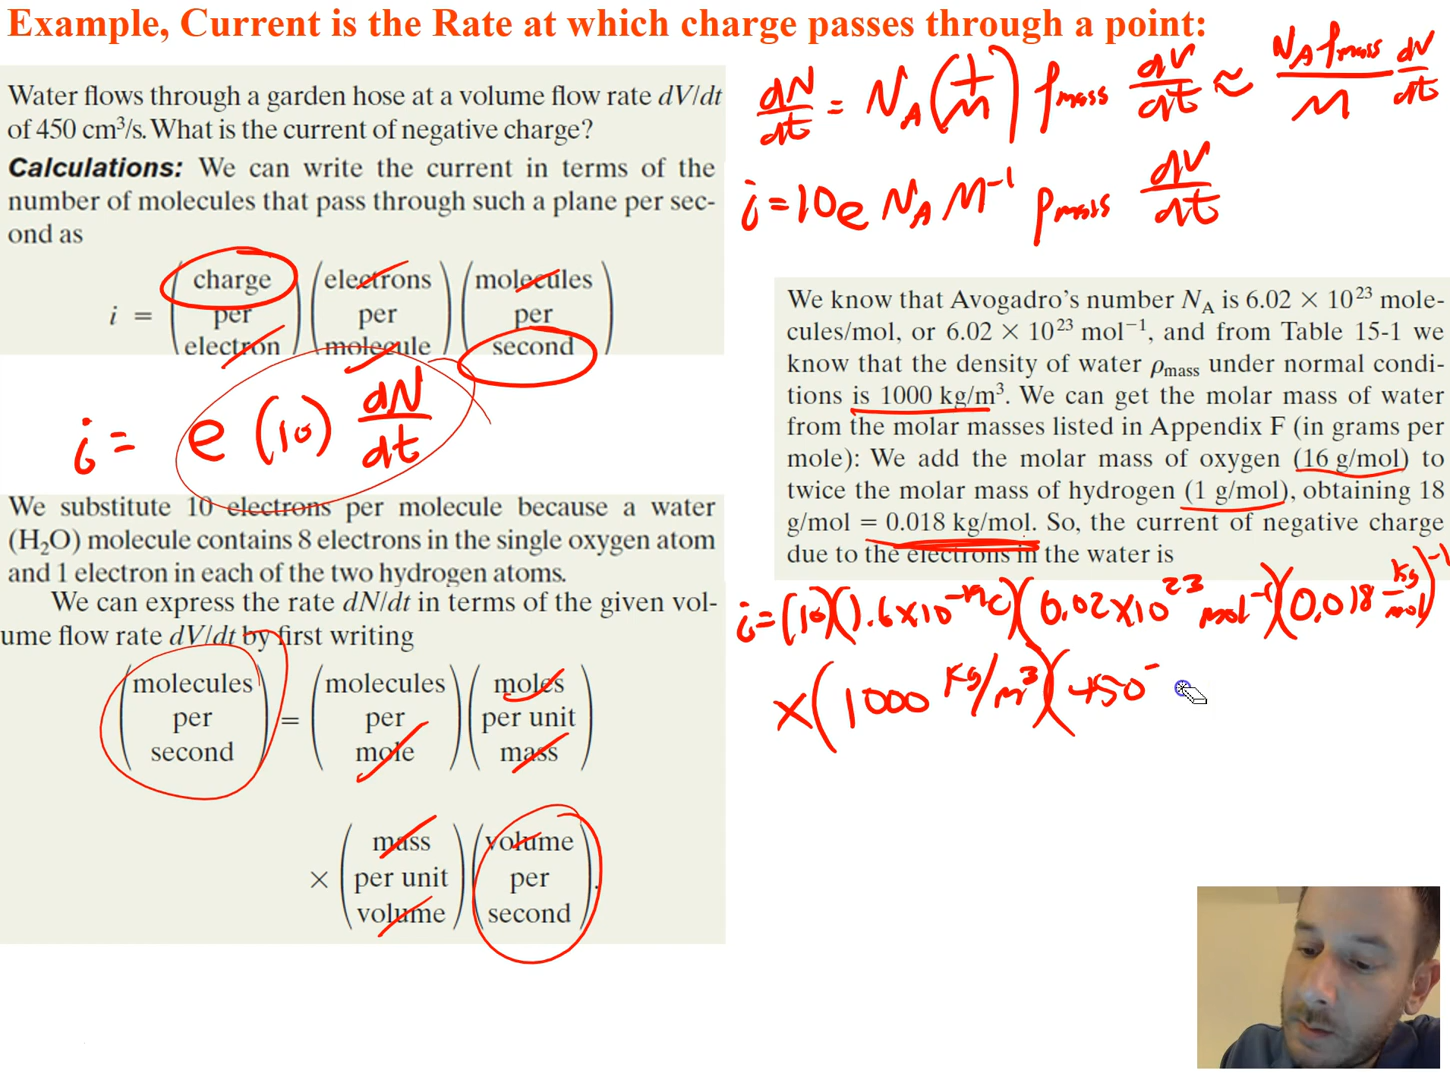 Example, Current is the Rate at which charge passes through a point:
Water flows through a garden hose at a volume flow rate dV/dt
of 450 cm³/s. What is the current of negative charge?
Calculations: We can write the current in terms of the
number of molecules that pass through such a plane per sec-
ond as
i = (charge per electron) (electrons per molecule) (molecules per second)
i = e (10) dN/dt
We substitute 10 electrons per molecule because a water
(H₂O) molecule contains 8 electrons in the single oxygen atom
and 1 electron in each of the two hydrogen atoms.
We can express the rate dN/dt in terms of the given vol-
ume flow rate dV/dt by first writing
(molecules per second) = (molecules per mole) (moles per unit mass)
× (mass per unit volume) (volume per second).
dN/dt = N_A (1/M) ρ_mass dV/dt ≈ N_A ρ_mass / M dV/dt
i = 10 e N_A M⁻¹ ρ_mass dV/dt
We know that Avogadro's number N_A is 6.02 × 10²³ mole-
cules/mol, or 6.02 × 10²³ mol⁻¹, and from Table 15-1 we
know that the density of water ρ_mass under normal condi-
tions is 1000 kg/m³. We can get the molar mass of water
from the molar masses listed in Appendix F (in grams per
mole): We add the molar mass of oxygen (16 g/mol) to
twice the molar mass of hydrogen (1 g/mol), obtaining 18
g/mol = 0.018 kg/mol. So, the current of negative charge
due to the electrons in the water is
i = (10)(1.6 x 10⁻¹⁹ C)(6.02 x 10²³ mol⁻¹)(0.018 kg/mol)⁻¹
x (1000 kg/m³)(450